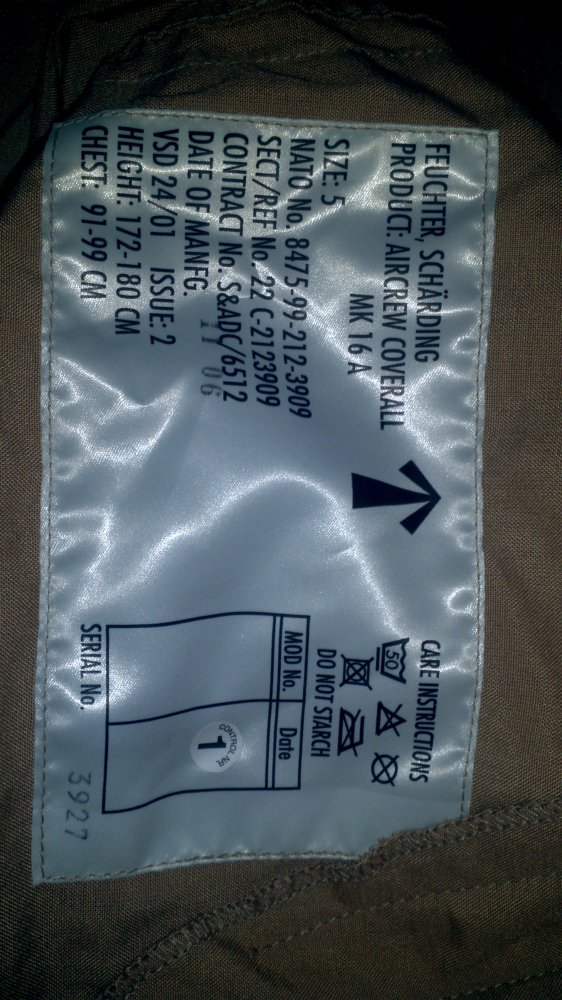 FEUCHTER, SCHÄRDING
PRODUCT: AIRCREW COVERALL
MK 16 A
SIZE: 5
NATO No. 8475-99-212-3909
SECT/REF No. 22 C-2123909
CONTRACT No. S&ADC/6512
DATE OF MANFG. 11 06
VSD 24/01 ISSUE: 2
HEIGHT: 172-180 CM
CHEST: 91-99 CM
CARE INSTRUCTIONS
50
DO NOT STARCH
MOD No. Date
CONTROL NR
1
SERIAL No. 3927